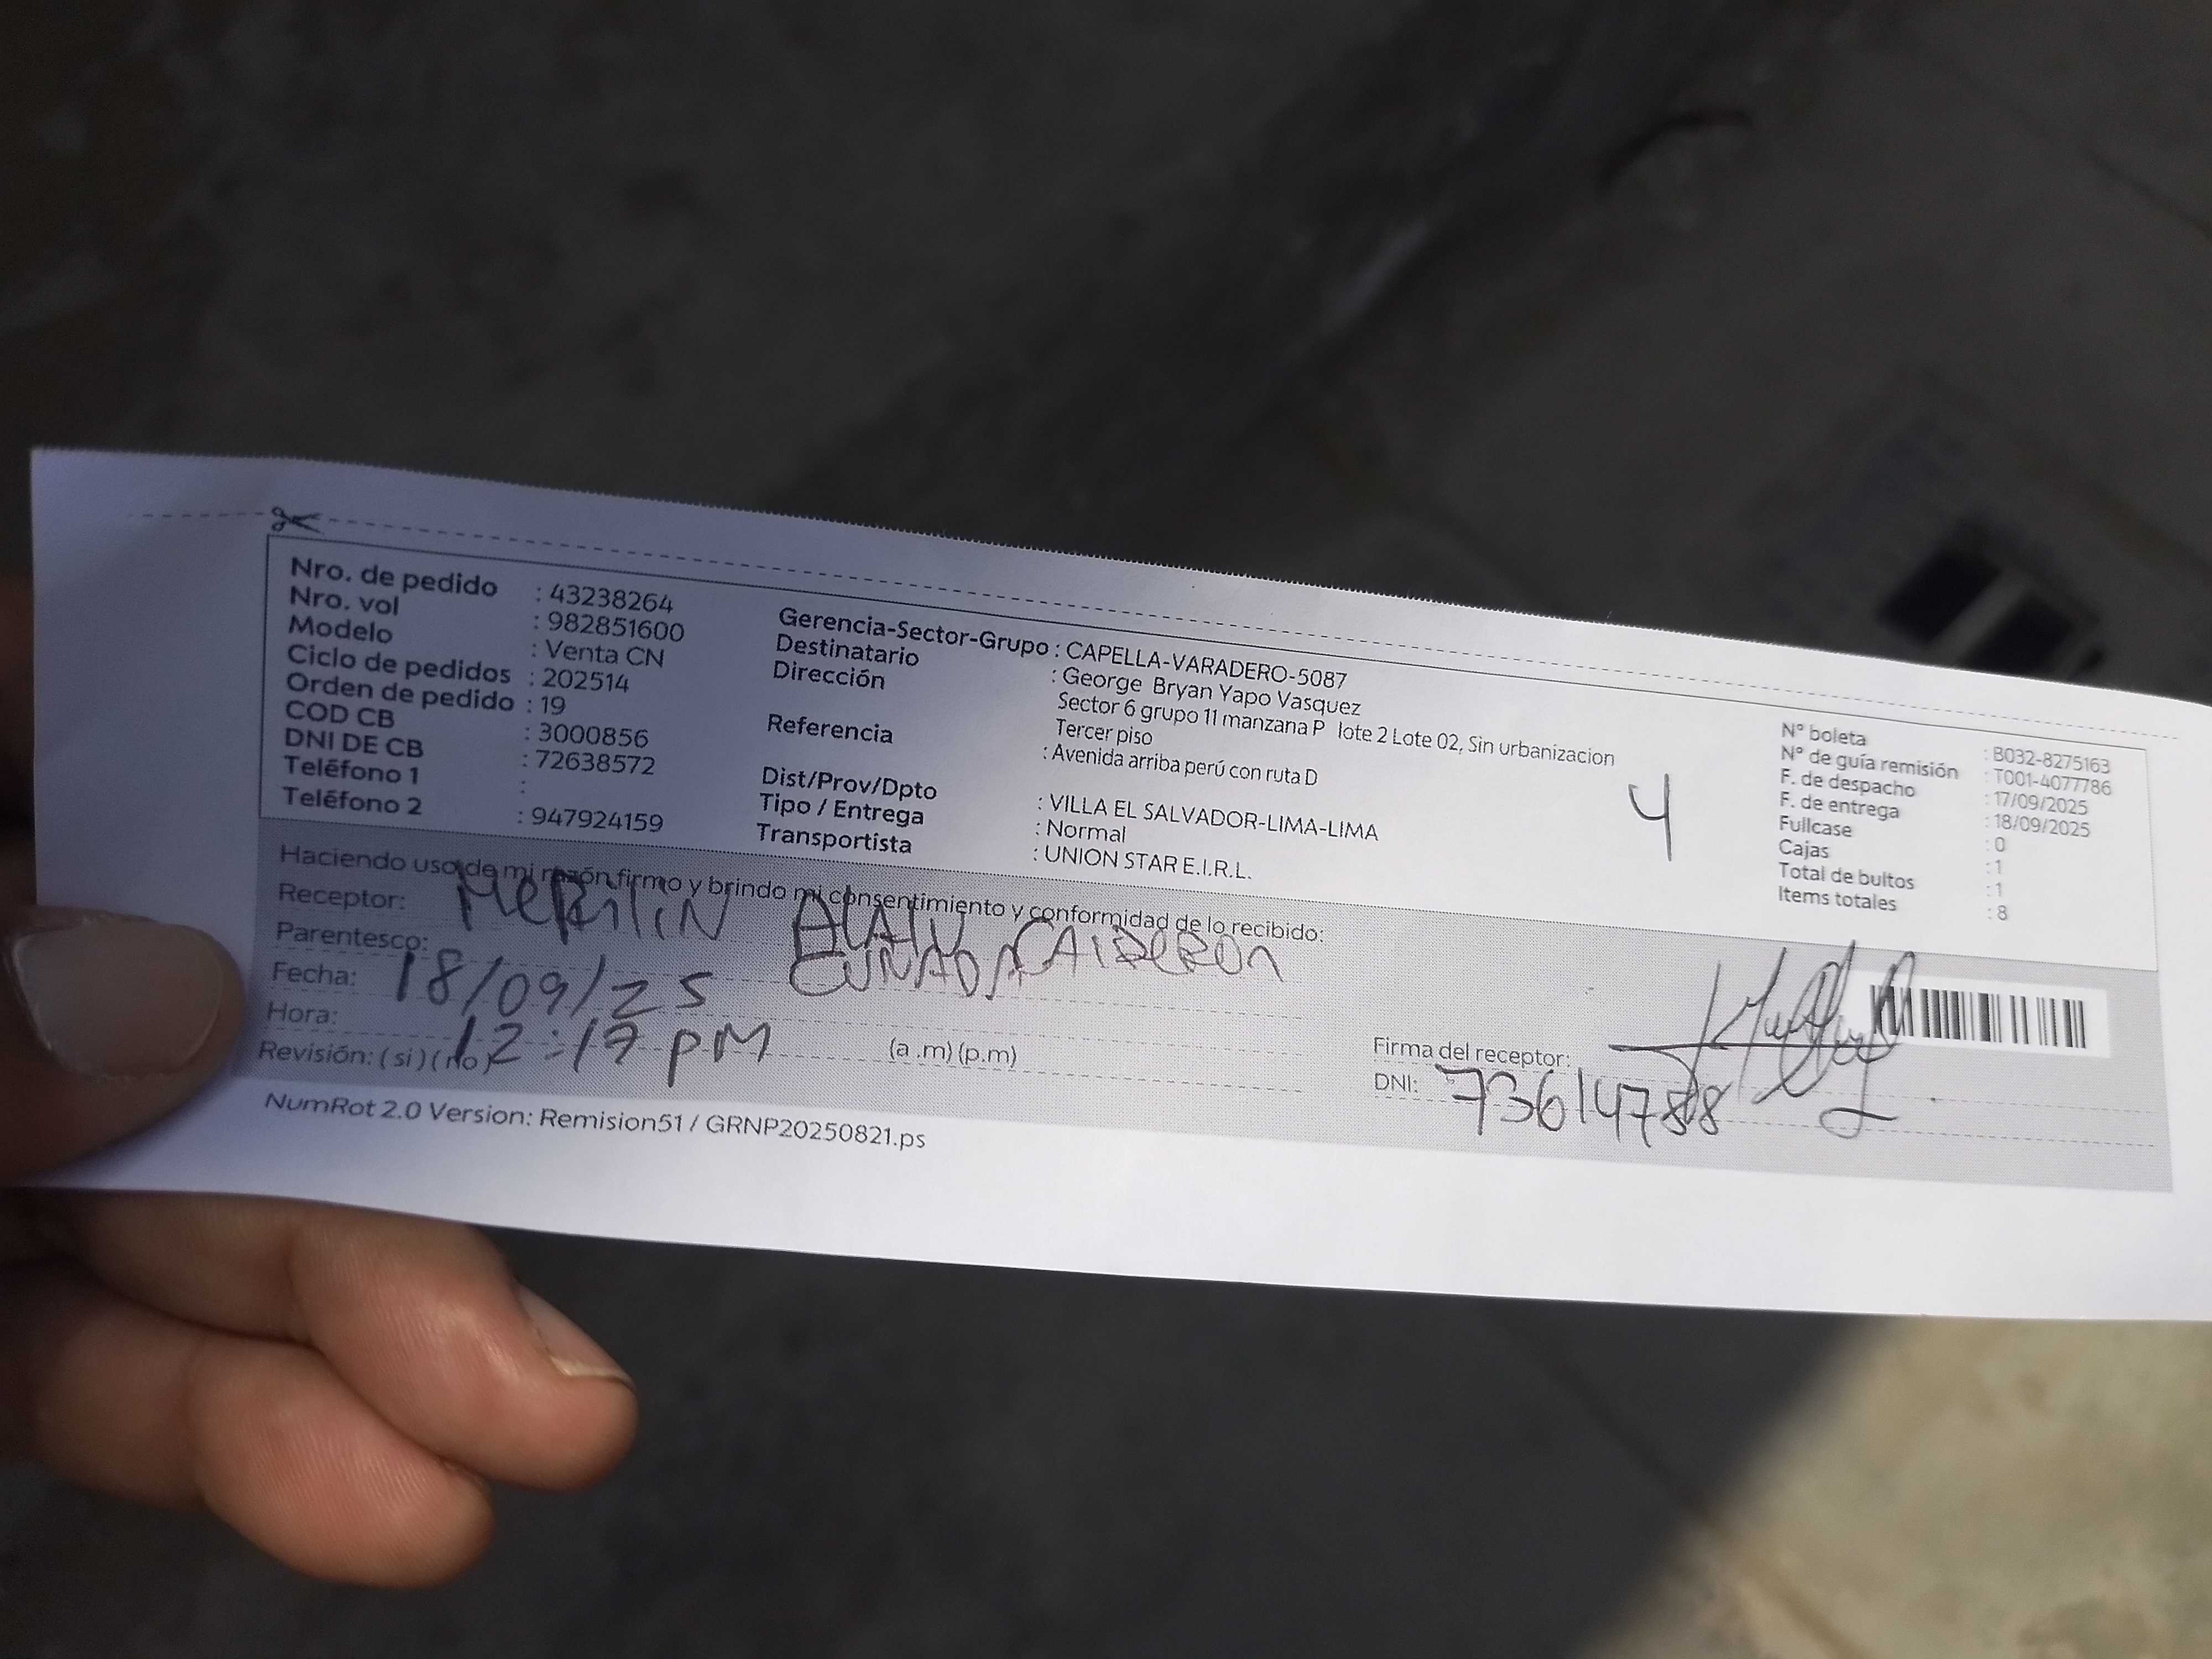 Nro. de pedido : 43238264
Nro. vol : 982851600
Modelo : Venta CN
Ciclo de pedidos : 202514
Orden de pedido : 19
COD CB : 3000856
DNI DE CB : 72638572
Teléfono 1 :
Teléfono 2 : 947924159
Gerencia-Sector-Grupo : CAPELLA-VARADERO-5087
Destinatario : George Bryan Yapo Vasquez
Dirección Sector 6 grupo 11 manzana P lote 2 Lote 02, Sin urbanizacion
Tercer piso
Referencia : Avenida arriba perú con ruta D
Dist/Prov/Dpto : VILLA EL SALVADOR-LIMA-LIMA
Tipo / Entrega : Normal
Transportista : UNION STAR E.I.R.L.
4
N° boleta : B032-8275163
N° de guía remisión : T001-4077786
F. de despacho : 17/09/2025
F. de entrega : 18/09/2025
Fullcase : 0
Cajas : 1
Total de bultos : 1
Items totales : 8
Haciendo uso de mi razón firmo y brindo mi consentimiento y conformidad de lo recibido:
Receptor: MERILIN CALDERON
Parentesco: CUÑADA
Fecha: 18/09/25
Hora: 12:17 PM (a .m) (p.m)
Revisión: ( si ) ( no )
Firma del receptor:
DNI:
NumRot 2.0 Version: Remision51 / GRNP20250821.ps